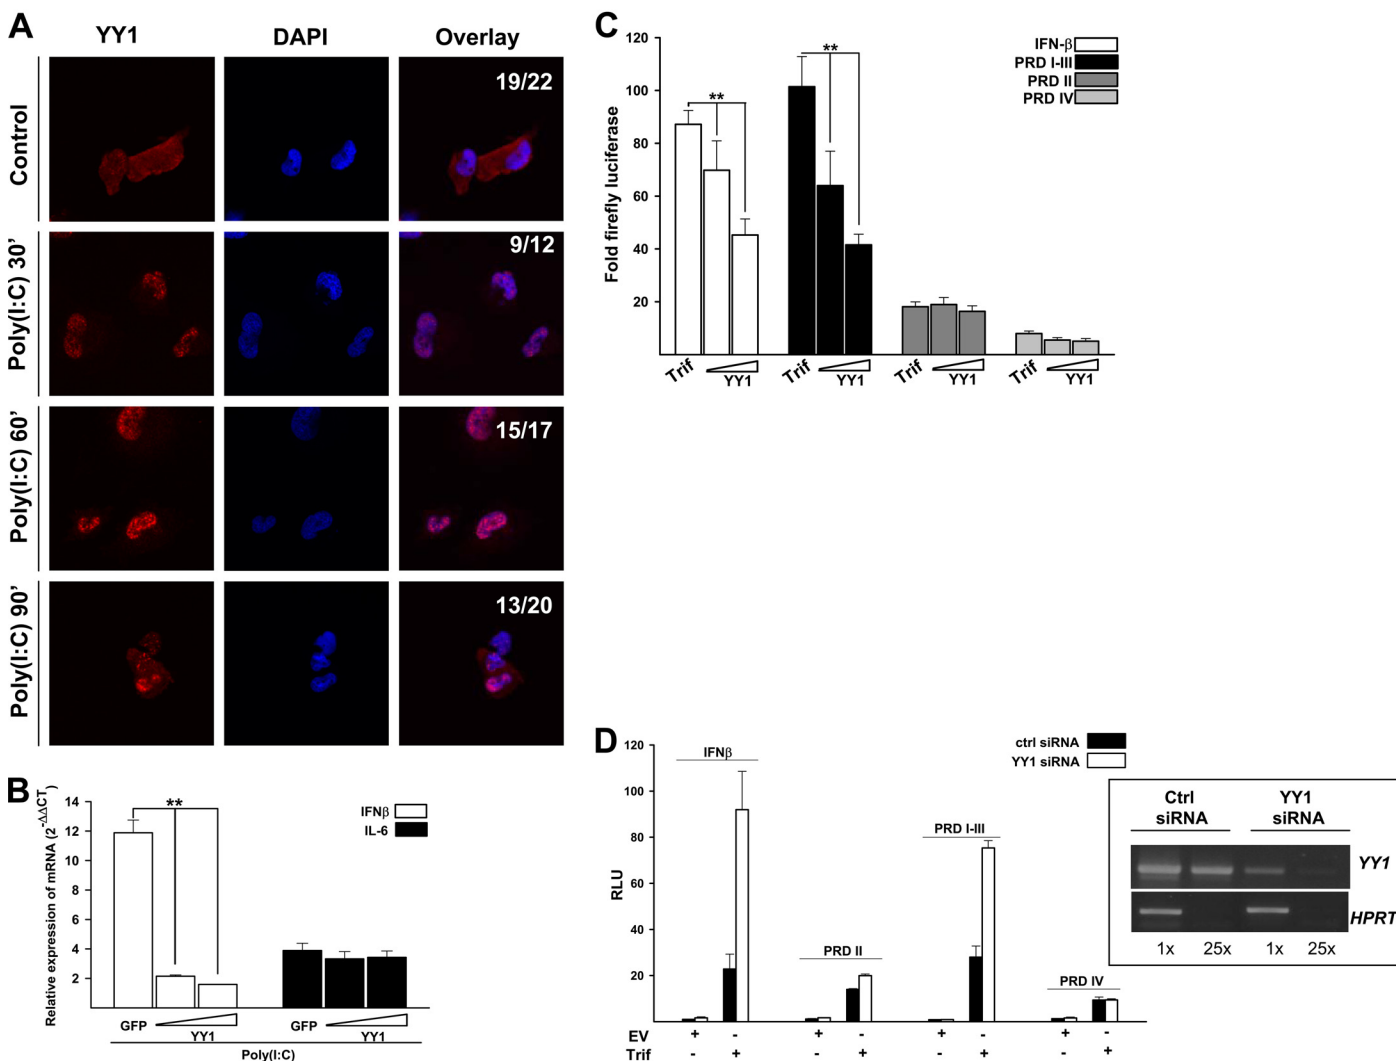 A
YY1 DAPI Overlay
Control
19/22
Poly(I:C) 30'
9/12
Poly(I:C) 60'
15/17
Poly(I:C) 90'
13/20
B
Relative expression of mRNA (2^-ΔΔCT)
14
12
10
8
6
4
2
**
IFNβ
IL-6
GFP YY1 GFP YY1
Poly(I:C)
C
Fold firefly luciferase
120
100
80
60
40
20
** **
IFN-β
PRD I-III
PRD II
PRD IV
Trif YY1 Trif YY1 Trif YY1 Trif YY1
D
RLU
120
100
80
60
40
20
ctrl siRNA
YY1 siRNA
IFNβ
PRD II
PRD I-III
PRD IV
EV + - + - + - + -
Trif - + - + - + - +
Ctrl YY1
siRNA siRNA
YY1
HPRT
1x 25x 1x 25x